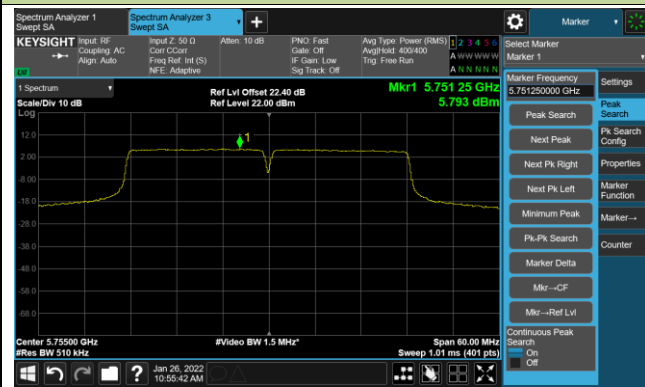 Spectrum Analyzer 1
Swept SA
Spectrum Analyzer 3
Swept SA
Marker
KEYSIGHT
Input: RF
Coupling: AC
Align: Auto
Input Z: 50 Ω
Corr CCorr
Freq Ref: Int (S)
NFE: Adaptive
Atten: 10 dB
PNO: Fast
Gate: Off
IF Gain: Low
Sig Track: Off
Avg Type: Power (RMS)
Avg|Hold: 400/400
Trig: Free Run
1 2 3 4 5 6
A W W W W W
A N N N N N
LXI
Select Marker
Marker 1
1 Spectrum
Scale/Div 10 dB
Log
Ref Lvl Offset 22.40 dB
Ref Level 22.00 dBm
Mkr1 5.751 25 GHz
5.793 dBm
12.0
2.00
-8.00
-18.0
-28.0
-38.0
-48.0
-58.0
-68.0
1
Center 5.75500 GHz
#Res BW 510 kHz
#Video BW 1.5 MHz*
Span 60.00 MHz
Sweep 1.01 ms (401 pts)
Marker Frequency
5.751250000 GHz
Peak Search
Next Peak
Next Pk Right
Next Pk Left
Minimum Peak
Pk-Pk Search
Marker Delta
Mkr→CF
Mkr→Ref Lvl
Continuous Peak
Search
On
Off
Settings
Peak
Search
Pk Search
Config
Properties
Marker
Function
Marker→
Counter
?
Jan 26, 2022
10:55:42 AM